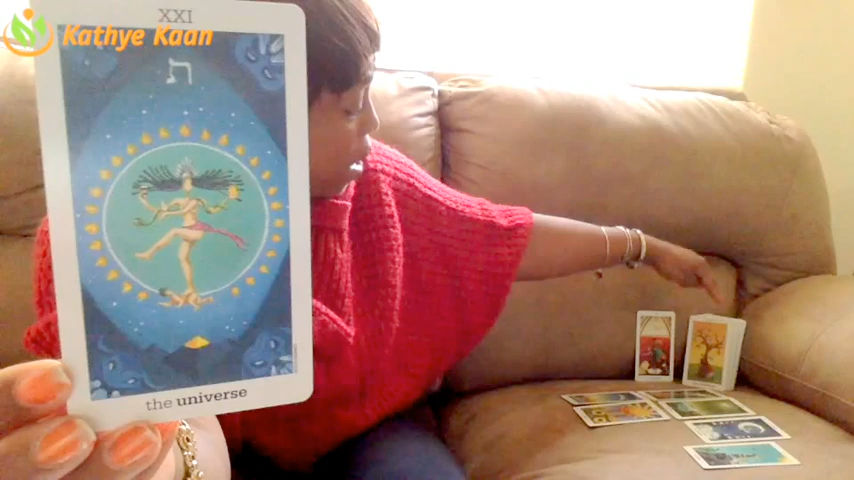 XXI
Kathye Kaan
ת
the universe